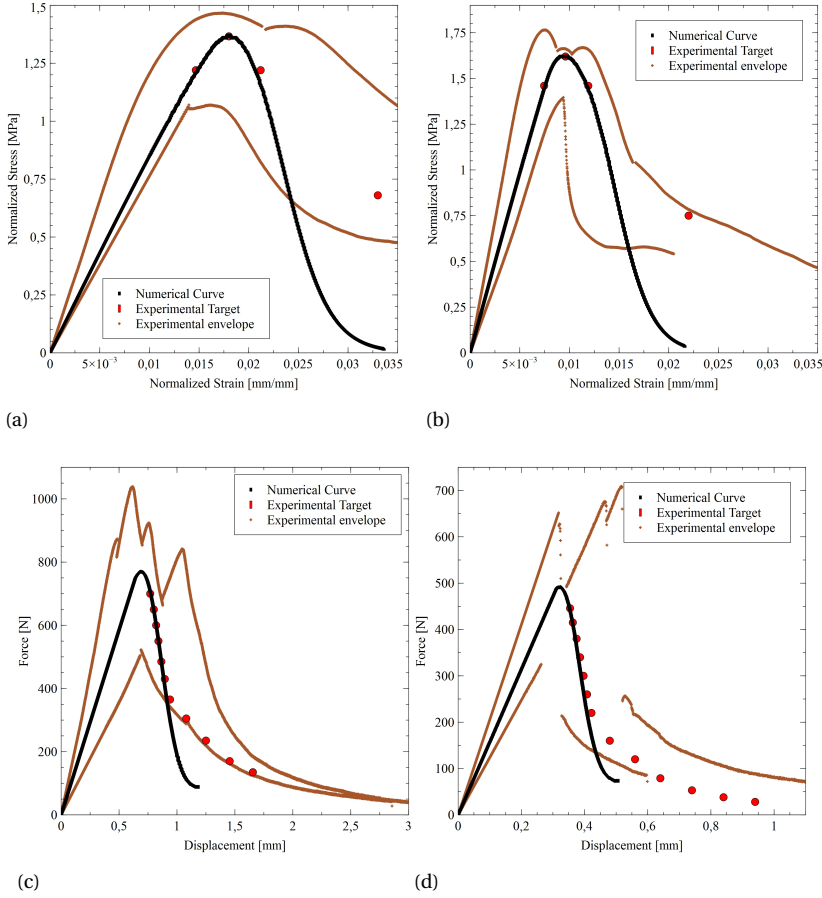 1,5
1,25
1
0,75
0,5
0,25
0
Normalized Stress [MPa]
Numerical Curve
Experimental Target
Experimental envelope
0
5×10⁻³
0,01
0,015
0,02
0,025
0,03
0,035
Normalized Strain [mm/mm]
(a)
1,75
1,5
1,25
1
0,75
0,5
0,25
0
Normalized Stress [MPa]
Numerical Curve
Experimental Target
Experimental envelope
0
5×10⁻³
0,01
0,015
0,02
0,025
0,03
0,035
Normalized Strain [mm/mm]
(b)
1000
800
600
400
200
0
Force [N]
Numerical Curve
Experimental Target
Experimental envelope
0
0,5
1
1,5
2
2,5
3
Displacement [mm]
(c)
700
600
500
400
300
200
100
0
Force [N]
Numerical Curve
Experimental Target
Experimental envelope
0
0,2
0,4
0,6
0,8
1
Displacement [mm]
(d)